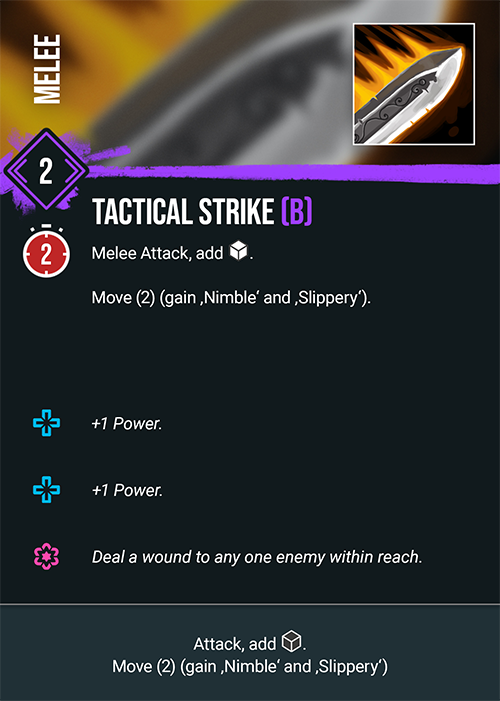 MELEE
2
TACTICAL STRIKE (B)
2
Melee Attack, add .
Move (2) (gain ‚Nimble‘ and ‚Slippery‘).
+1 Power.
+1 Power.
Deal a wound to any one enemy within reach.
Attack, add .
Move (2) (gain ‚Nimble‘ and ‚Slippery‘)